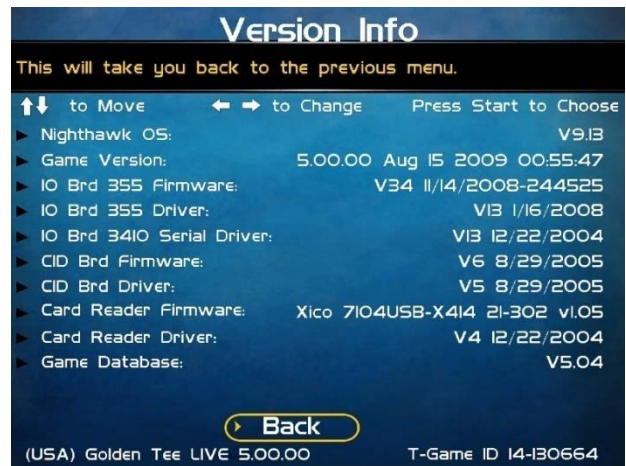 Version Info
This will take you back to the previous menu.
to Move to Change Press Start to Choose
Nighthawk OS: V9.13
Game Version: 5.00.00 Aug 15 2009 00:55:47
IO Brd 355 Firmware: V34 11/14/2008-244525
IO Brd 355 Driver: V13 1/16/2008
IO Brd 3410 Serial Driver: V13 12/22/2004
CID Brd Firmware: V6 8/29/2005
CID Brd Driver: V5 8/29/2005
Card Reader Firmware: Xico 7104USB-X414 21-302 v1.05
Card Reader Driver: V4 12/22/2004
Game Database: V5.04
Back
(USA) Golden Tee LIVE 5.00.00 T-Game ID 14-130664